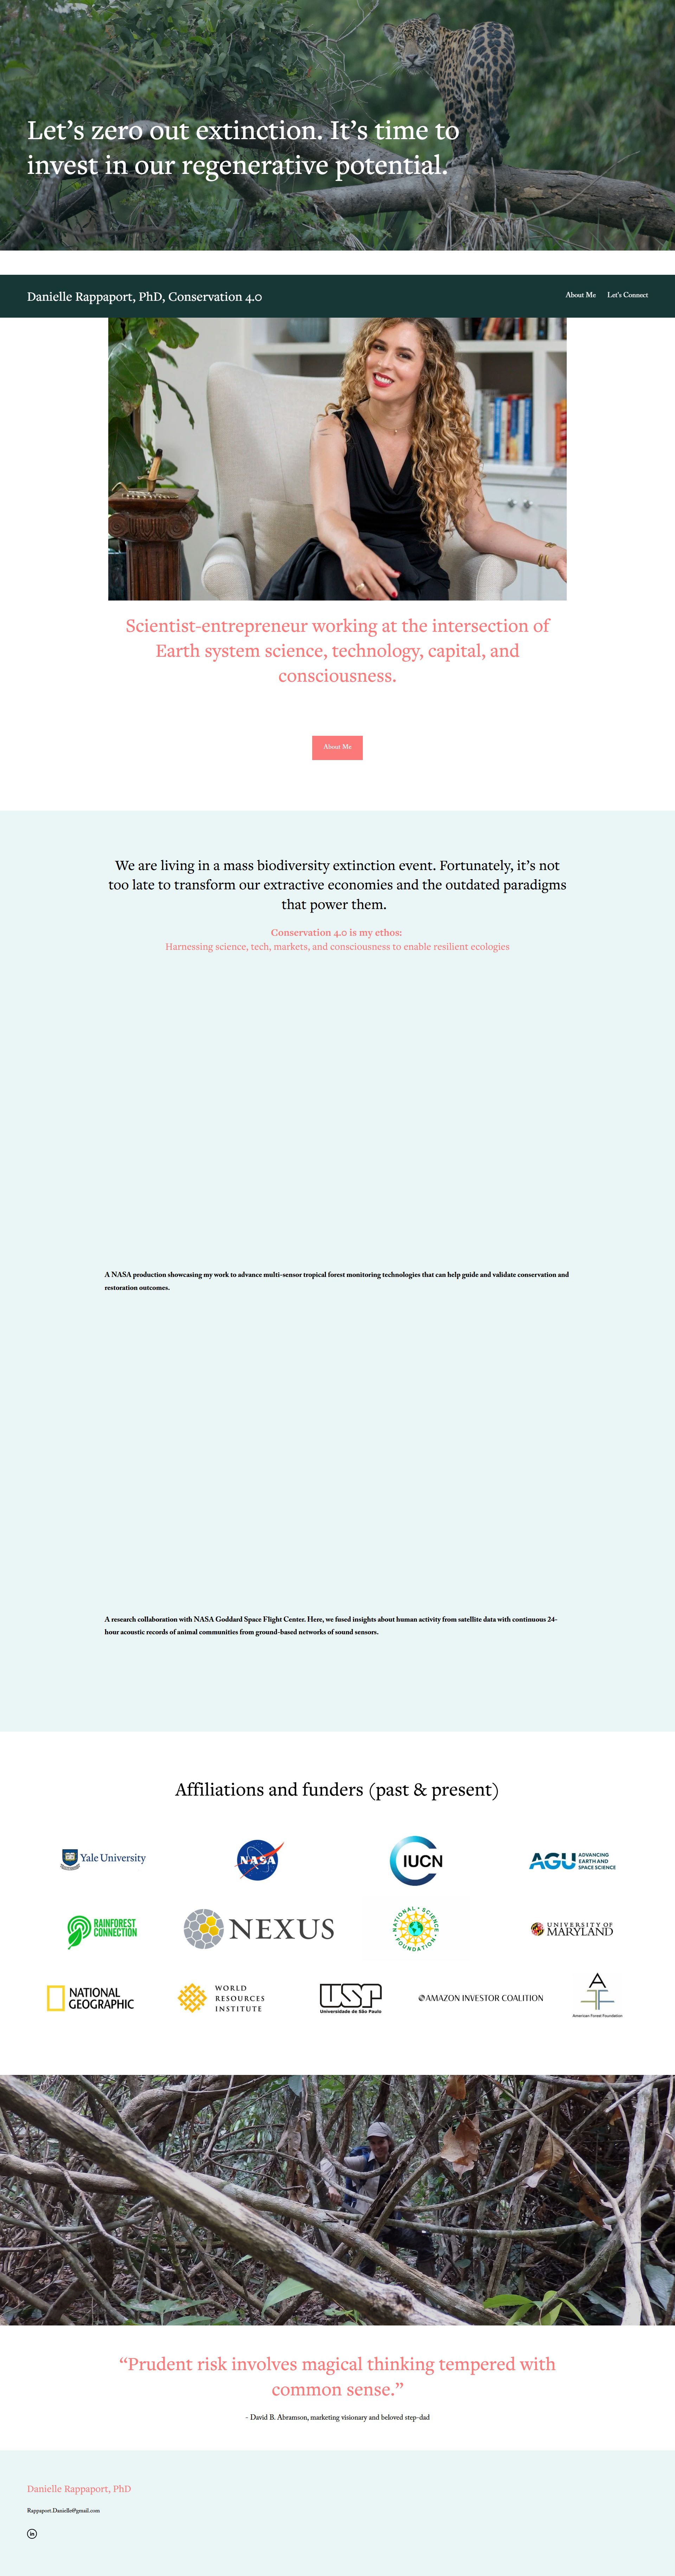 Let's zero out extinction. It's time to
invest in our regenerative potential.
Danielle Rappaport, PhD, Conservation 4.0
About Me
Let's Connect
Scientist-entrepreneur working at the intersection of
Earth system science, technology, capital, and
consciousness.
About Me
We are living in a mass biodiversity extinction event. Fortunately, it's not
too late to transform our extractive economies and the outdated paradigms
that power them.
Conservation 4.0 is my ethos:
Harnessing science, tech, markets, and consciousness to enable resilient ecologies
A NASA production showcasing my work to advance multi-sensor tropical forest monitoring technologies that can help guide and validate conservation and
restoration outcomes.
A research collaboration with NASA Goddard Space Flight Center. Here, we fused insights about human activity from satellite data with continuous 24-
hour acoustic records of animal communities from ground-based networks of sound sensors.
Affiliations and funders (past & present)
Yale University
NASA
IUCN
AGU ADVANCING
EARTH AND
SPACE SCIENCE
RAINFOREST
CONNECTION
NEXUS
NATIONAL SCIENCE FOUNDATION
UNIVERSITY OF
MARYLAND
NATIONAL
GEOGRAPHIC
WORLD
RESOURCES
INSTITUTE
USP
Universidade de São Paulo
AMAZON INVESTOR COALITION
A
F F
American Forest Foundation
“Prudent risk involves magical thinking tempered with
common sense.”
- David B. Abramson, marketing visionary and beloved step-dad
Danielle Rappaport, PhD
Rappaport.Danielle@gmail.com
in